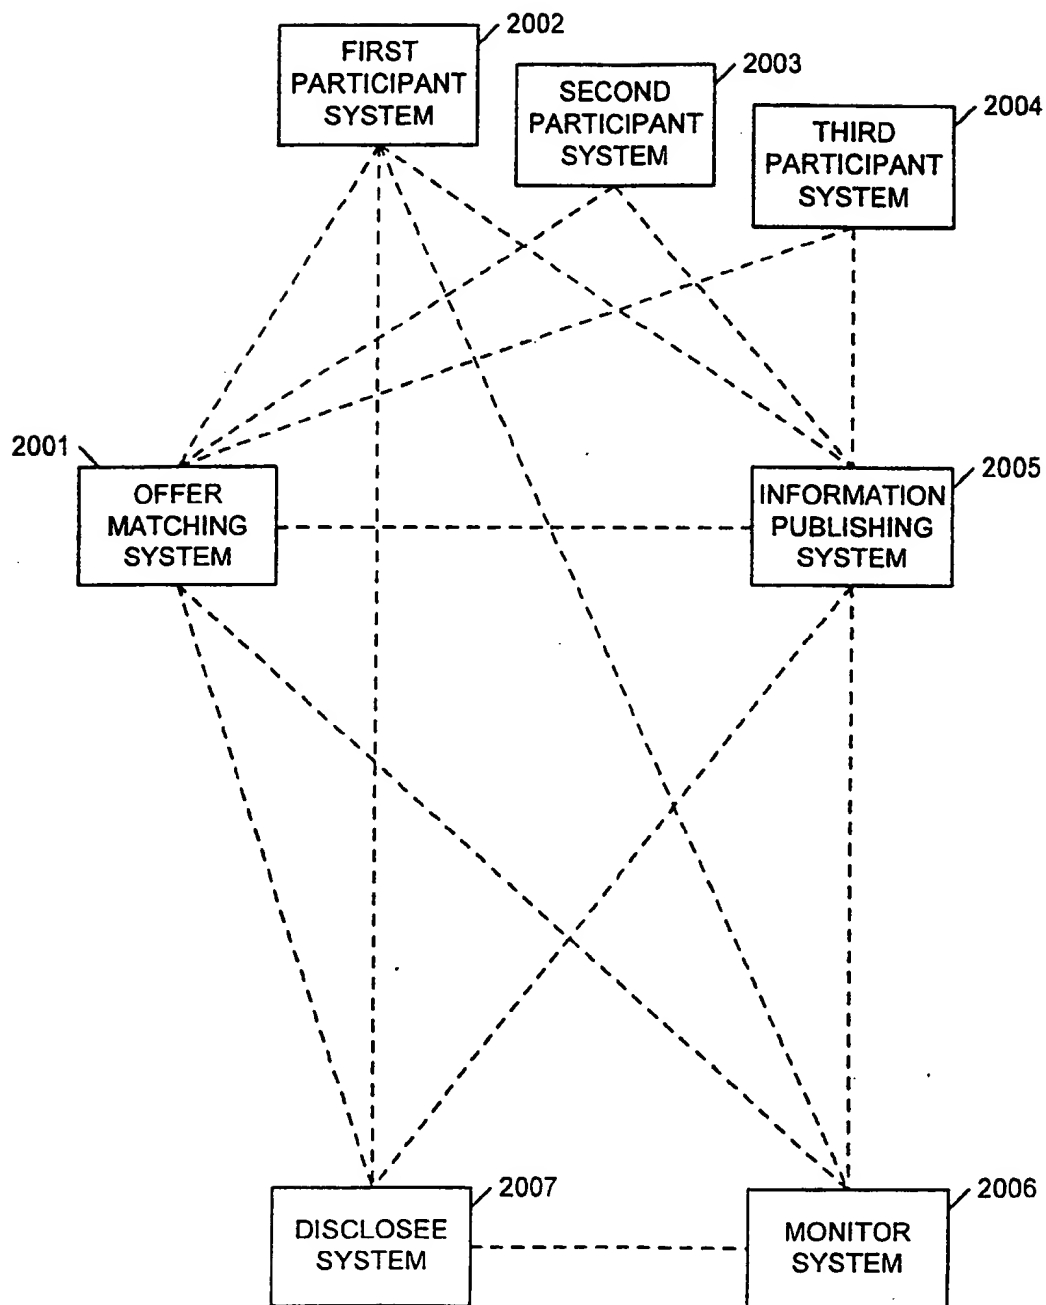 2002
FIRST
PARTICIPANT
SYSTEM
2003
SECOND
PARTICIPANT
SYSTEM
2004
THIRD
PARTICIPANT
SYSTEM
2001
OFFER
MATCHING
SYSTEM
2005
INFORMATION
PUBLISHING
SYSTEM
2007
DISCLOSEE
SYSTEM
2006
MONITOR
SYSTEM